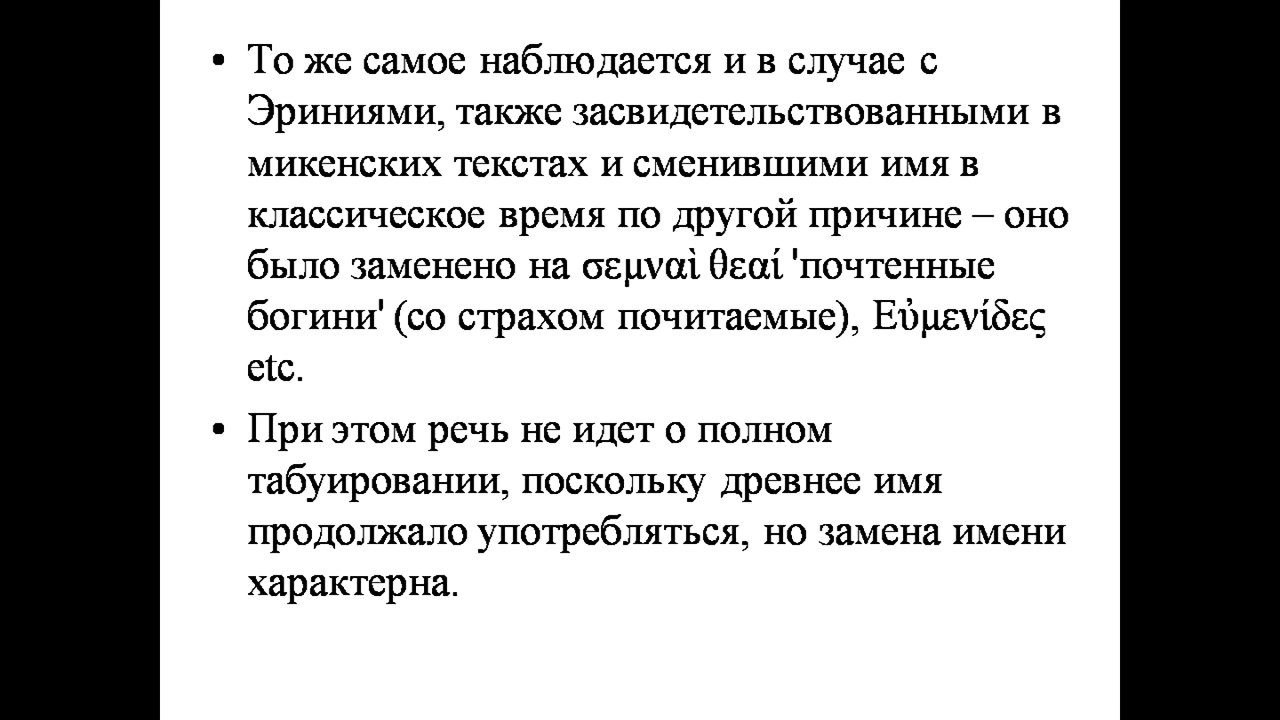 • То же самое наблюдается и в случае с
Эриниями, также засвидетельствованными в
микенских текстах и сменившими имя в
классическое время по другой причине – оно
было заменено на σεμναὶ θεαί 'почтенные
богини' (со страхом почитаемые), Εὐμενίδες
etc.
• При этом речь не идет о полном
табуировании, поскольку древнее имя
продолжало употребляться, но замена имени
характерна.